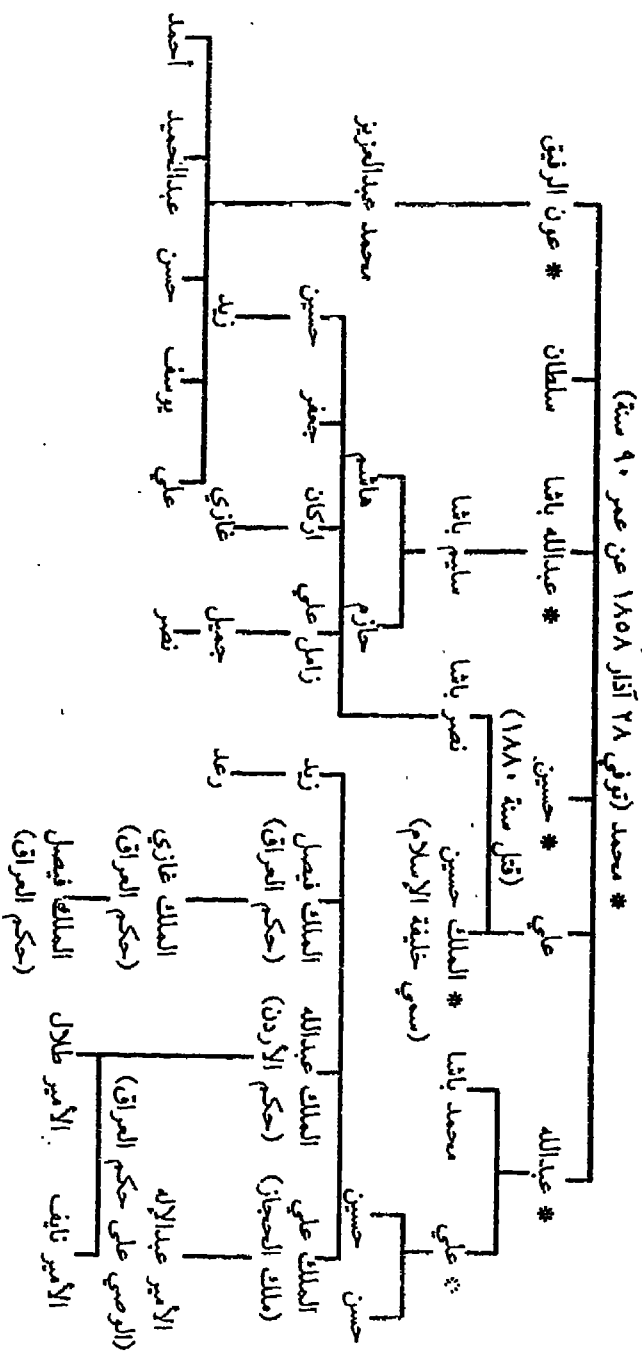 * محمد (توفي ٢٨ آذار ١٨٥٨ عن عمر ٩٠ سنة)
عبدالله *
علي
حسين *
(قتل سنة ١٨٨٠)
عبدالله باشا *
سلطان
عون الرفيق *
علي *
محمد باشا
الملك حسين *
(سمي خليفة الإسلام)
نصر باشا
سليم باشا
محمد عبدالعزيز
حسن
حسين
حازم
هاشم
الملك علي
(ملك الحجاز)
الملك عبدالله
(حكم الأردن)
الملك فيصل
(حكم العراق)
زيد
زامل
علي
اركان
جعفر
حسين
الأمير عبدالإله
(الوصي على حكم العراق)
الملك غازي
(حكم العراق)
رعد
جميل
غازي
زيد
الأمير نايف
الأمير طلال
الملك فيصل
(حكم العراق)
نصر
علي
يوسف
حسن
عبدالحميد
أحمد